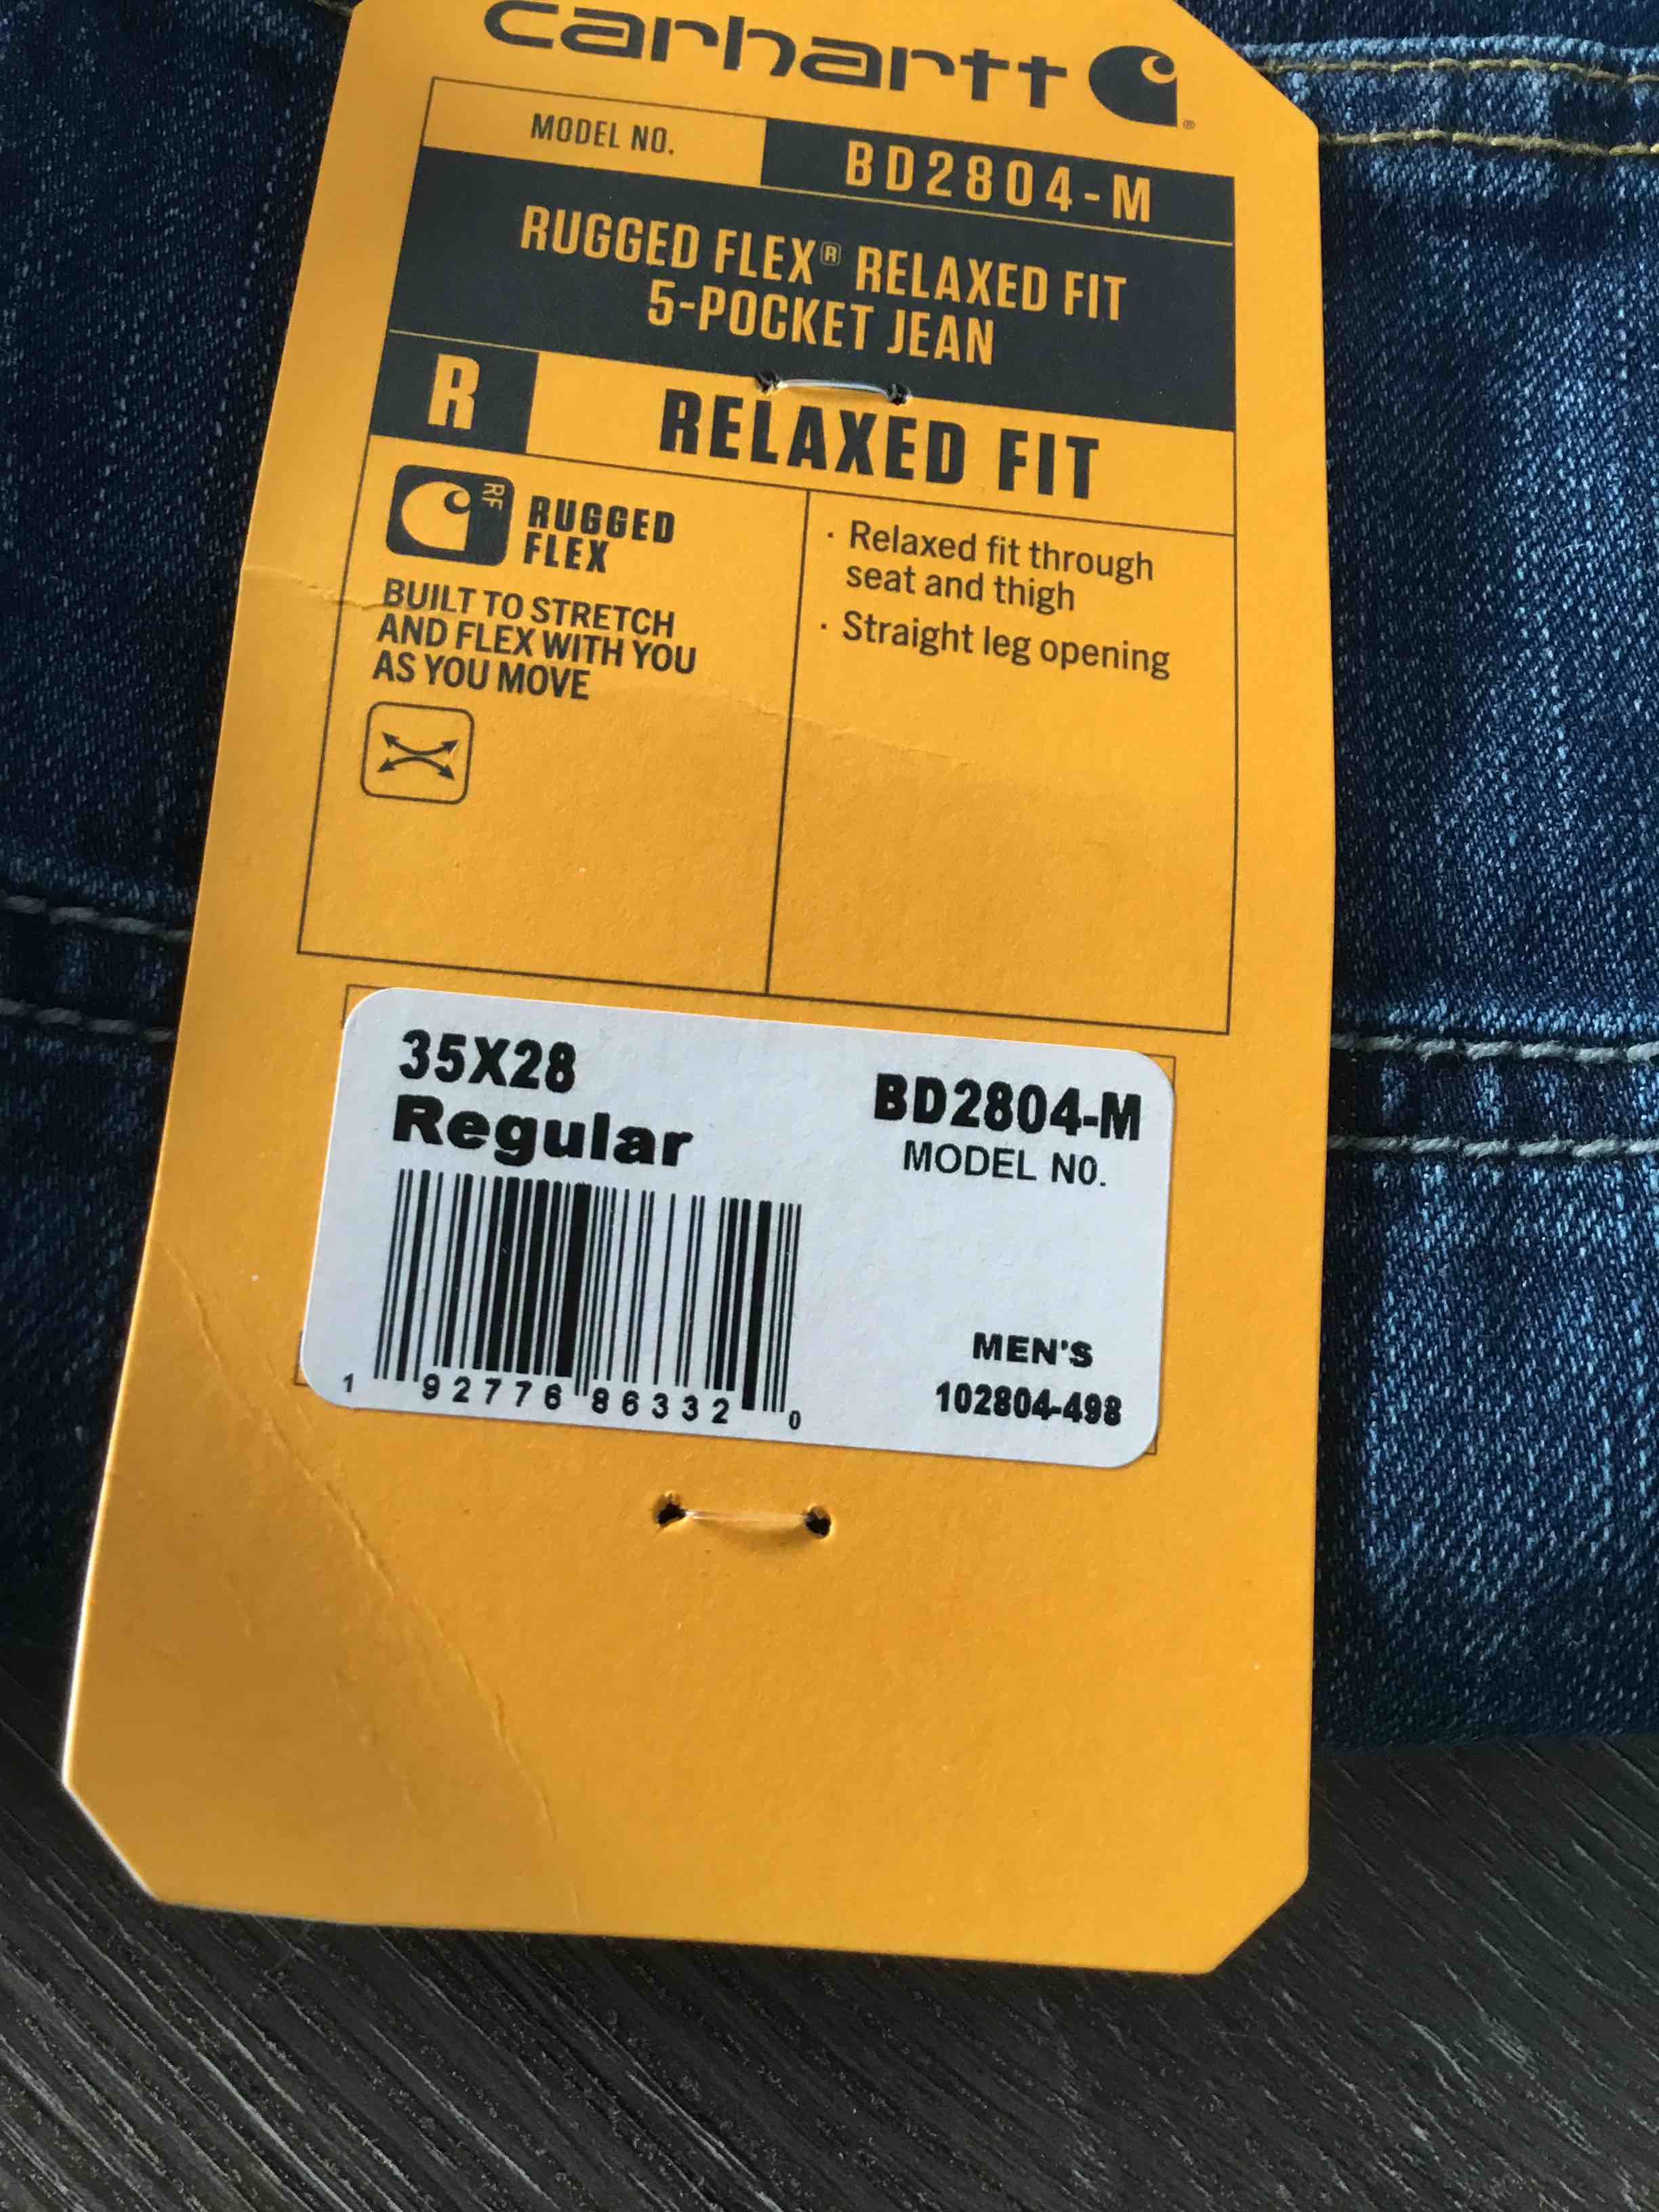 carhartt
MODEL NO. BD2804-M
RUGGED FLEX® RELAXED FIT
5-POCKET JEAN
R RELAXED FIT
RF
RUGGED
FLEX
BUILT TO STRETCH
AND FLEX WITH YOU
AS YOU MOVE
· Relaxed fit through
seat and thigh
· Straight leg opening
35X28
Regular
BD2804-M
MODEL NO.
1 92776 86332 0
MEN'S
102804-498